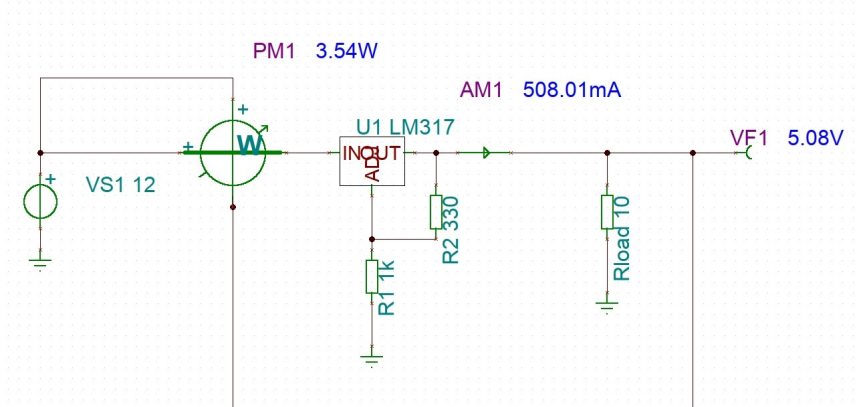 PM1 3.54W
AM1 508.01mA
+
U1 LM317
VF1 5.08V
+
W
IN OUT
ADJ
+
VS1 12
R2 330
Rload 10
R1 1k